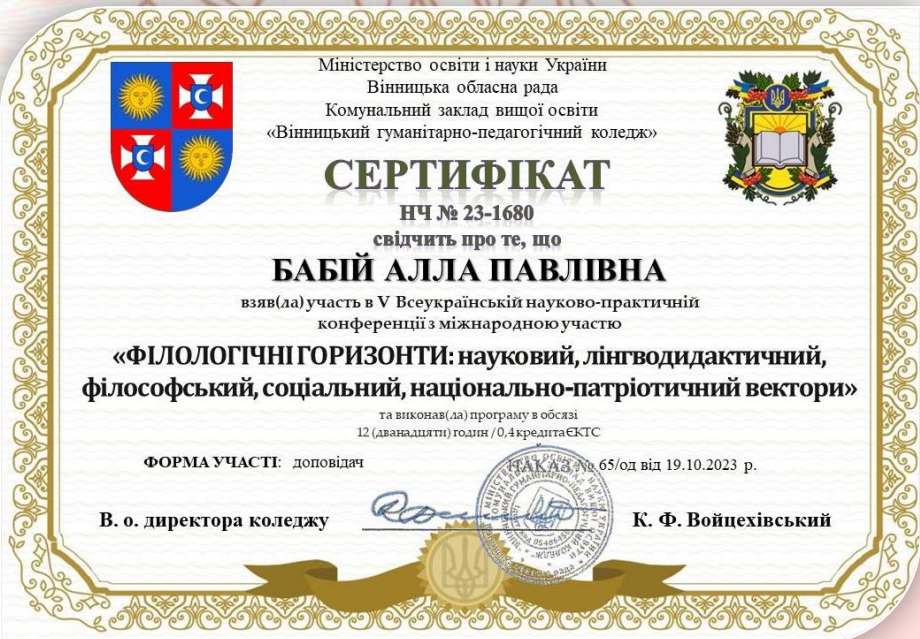 Міністерство освіти і науки України
Вінницька обласна рада
Комунальний заклад вищої освіти
«Вінницький гуманітарно-педагогічний коледж»
СЕРТИФІКАТ
НЧ № 23-1680
свідчить про те, що
БАБІЙ АЛЛА ПАВЛІВНА
взяв(ла) участь в V Всеукраїнській науково-практичній
конференції з міжнародною участю
«ФІЛОЛОГІЧНІ ГОРИЗОНТИ: науковий, лінгводидактичний,
філософський, соціальний, національно-патріотичний вектори»
та виконав(ла) програму в обсязі
12 (дванадцяти) годин / 0,4 кредита ЄКТС
ФОРМА УЧАСТІ: доповідач
НАКАЗ № 65/од від 19.10.2023 р.
В. о. директора коледжу
К. Ф. Войцехівський